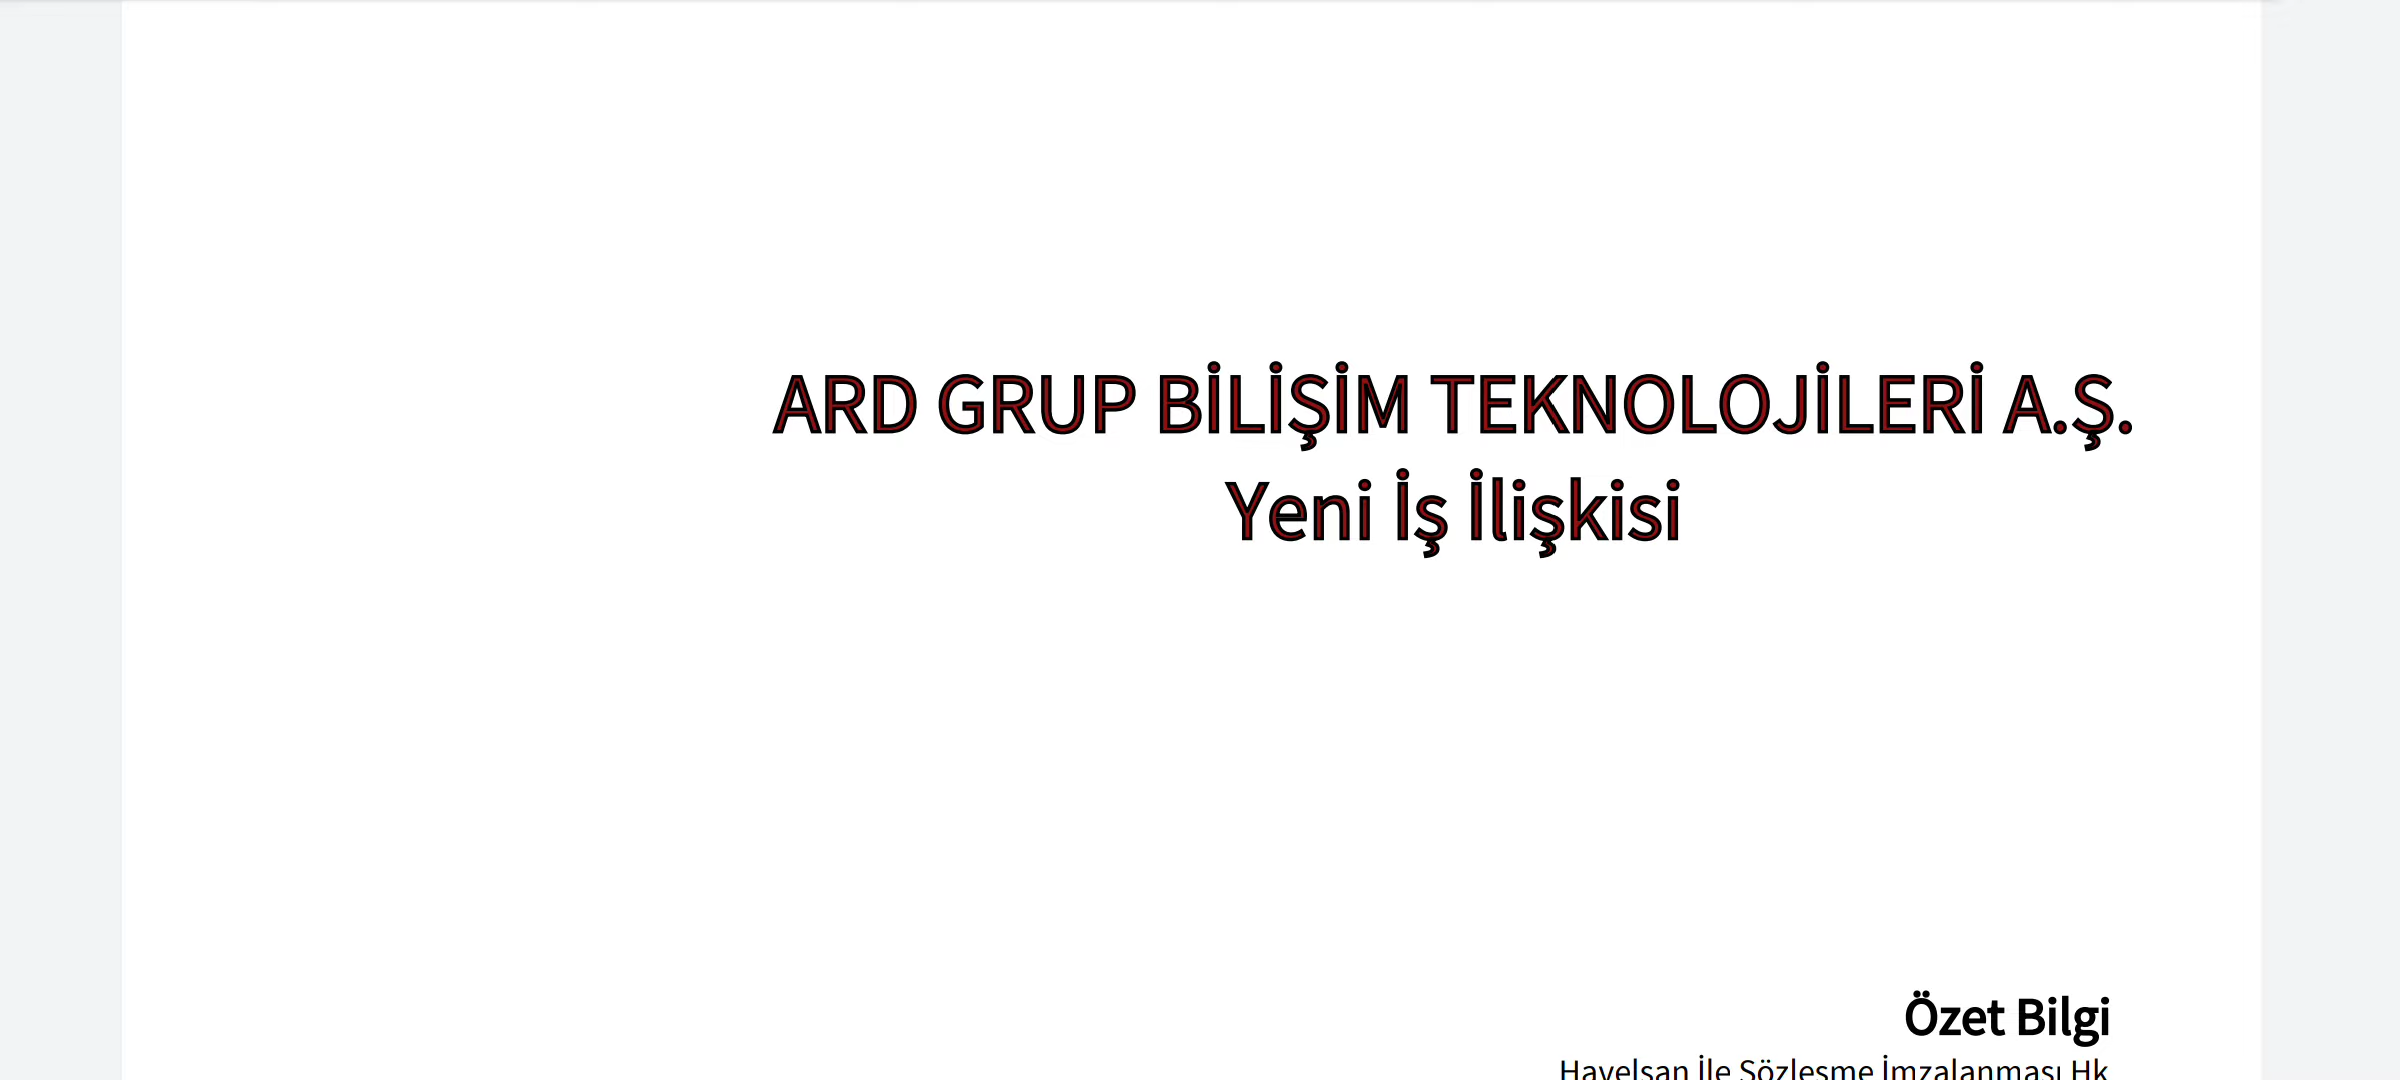 ARD GRUP BİLİŞİM TEKNOLOJİLERİ A.Ş.
Yeni İş İlişkisi
Özet Bilgi
Havelsan İle Sözleşme İmzalanması Hk